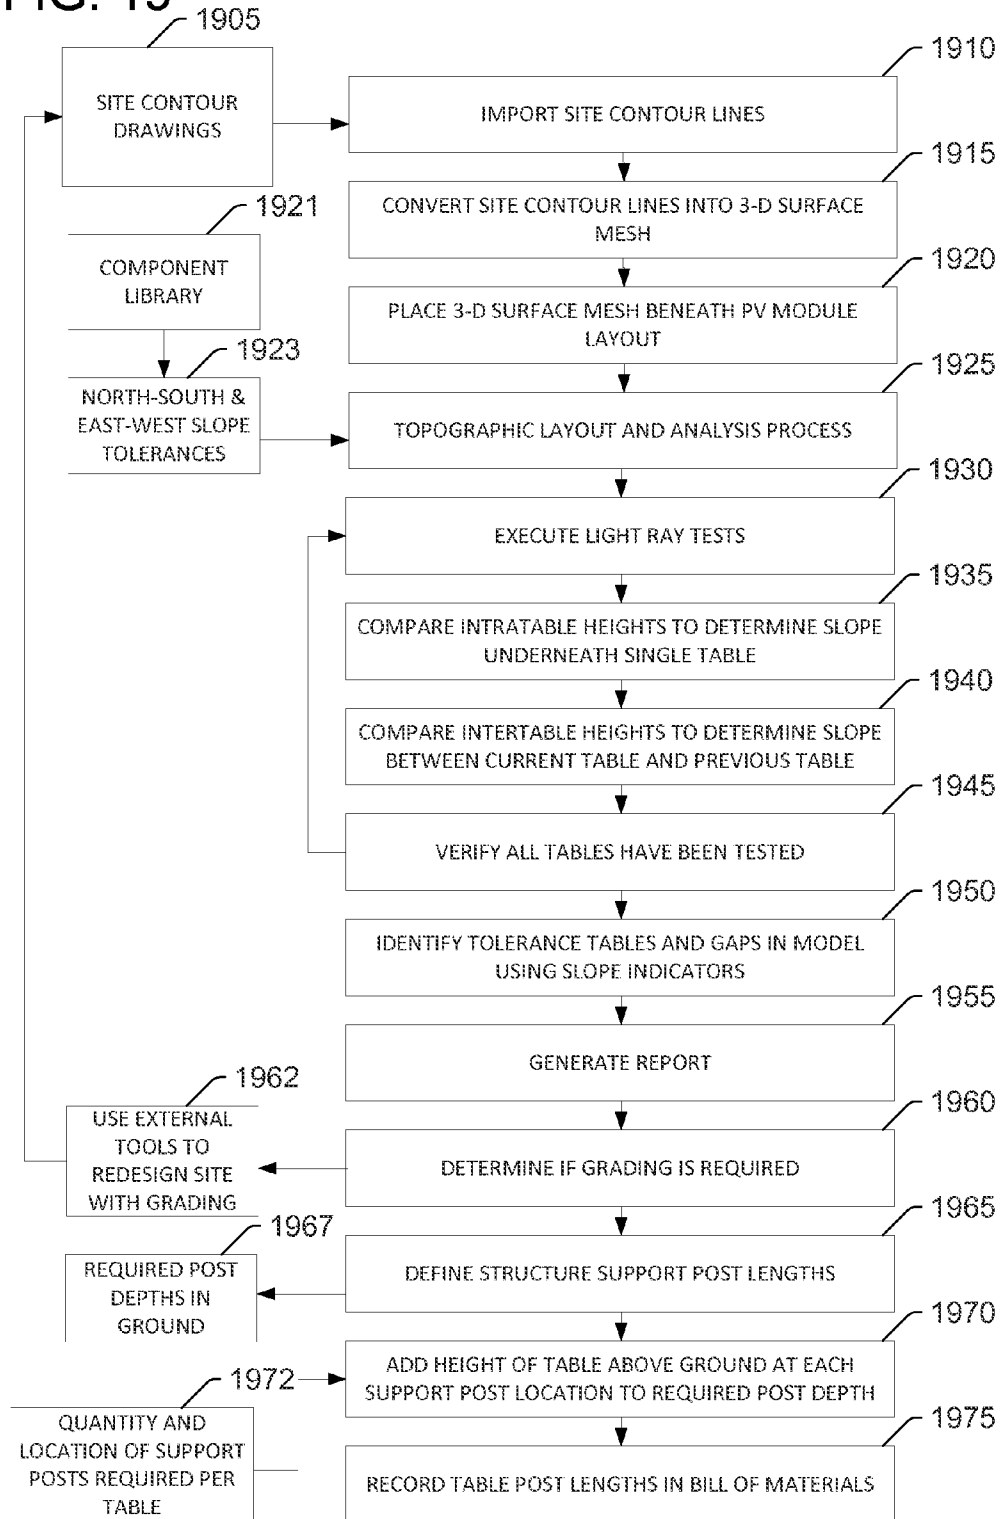 FIG. 19
1905
SITE CONTOUR
DRAWINGS
1910
IMPORT SITE CONTOUR LINES
1915
CONVERT SITE CONTOUR LINES INTO 3-D SURFACE
MESH
1921
COMPONENT
LIBRARY
1920
PLACE 3-D SURFACE MESH BENEATH PV MODULE
LAYOUT
1923
NORTH-SOUTH &
EAST-WEST SLOPE
TOLERANCES
1925
TOPOGRAPHIC LAYOUT AND ANALYSIS PROCESS
1930
EXECUTE LIGHT RAY TESTS
1935
COMPARE INTRATABLE HEIGHTS TO DETERMINE SLOPE
UNDERNEATH SINGLE TABLE
1940
COMPARE INTERTABLE HEIGHTS TO DETERMINE SLOPE
BETWEEN CURRENT TABLE AND PREVIOUS TABLE
1945
VERIFY ALL TABLES HAVE BEEN TESTED
1950
IDENTIFY TOLERANCE TABLES AND GAPS IN MODEL
USING SLOPE INDICATORS
1955
GENERATE REPORT
1960
DETERMINE IF GRADING IS REQUIRED
1962
USE EXTERNAL
TOOLS TO
REDESIGN SITE
WITH GRADING
1965
DEFINE STRUCTURE SUPPORT POST LENGTHS
1967
REQUIRED POST
DEPTHS IN
GROUND
1970
ADD HEIGHT OF TABLE ABOVE GROUND AT EACH
SUPPORT POST LOCATION TO REQUIRED POST DEPTH
1972
QUANTITY AND
LOCATION OF SUPPORT
POSTS REQUIRED PER
TABLE
1975
RECORD TABLE POST LENGTHS IN BILL OF MATERIALS